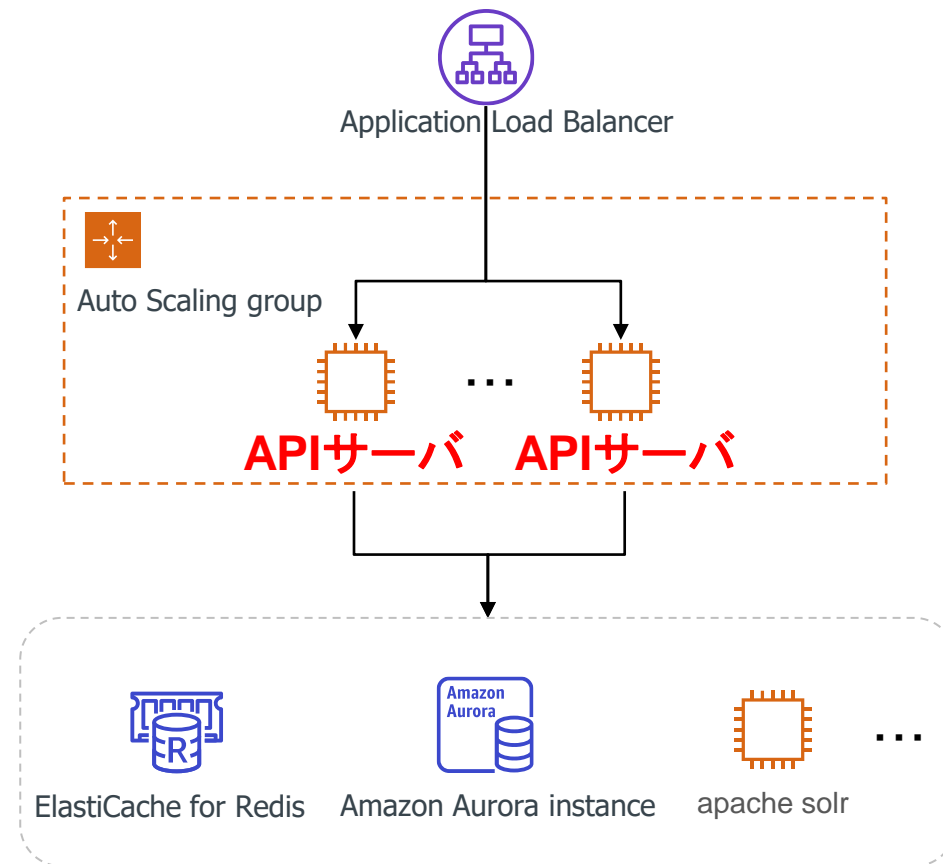 Application Load Balancer
Auto Scaling group
...
APIサーバ APIサーバ
Amazon
Aurora
R
...
ElastiCache for Redis
Amazon Aurora instance
apache solr